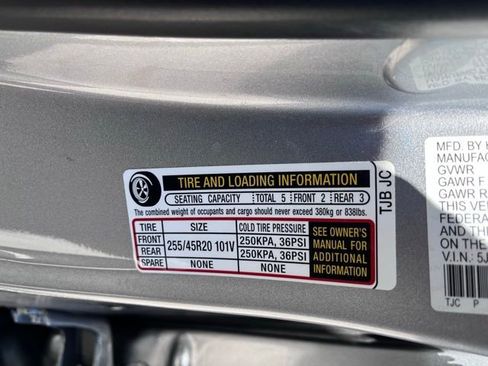 TIRE AND LOADING INFORMATION
SEATING CAPACITY TOTAL 5 FRONT 2 REAR 3
The combined weight of occupants and cargo should never exceed 380kg or 838lbs.
TIRE SIZE COLD TIRE PRESSURE
FRONT 255/45R20 101V 250KPA, 36PSI
REAR 250KPA, 36PSI
SPARE NONE NONE
SEE OWNER'S
MANUAL FOR
ADDITIONAL
INFORMATION
TJB JC
MFD. BY
MANUFAC
GVWR
GAWR F
GAWR R
THIS VE
FEDERA
AND TH
ON THE
V.I.N.: 5J
TJC P